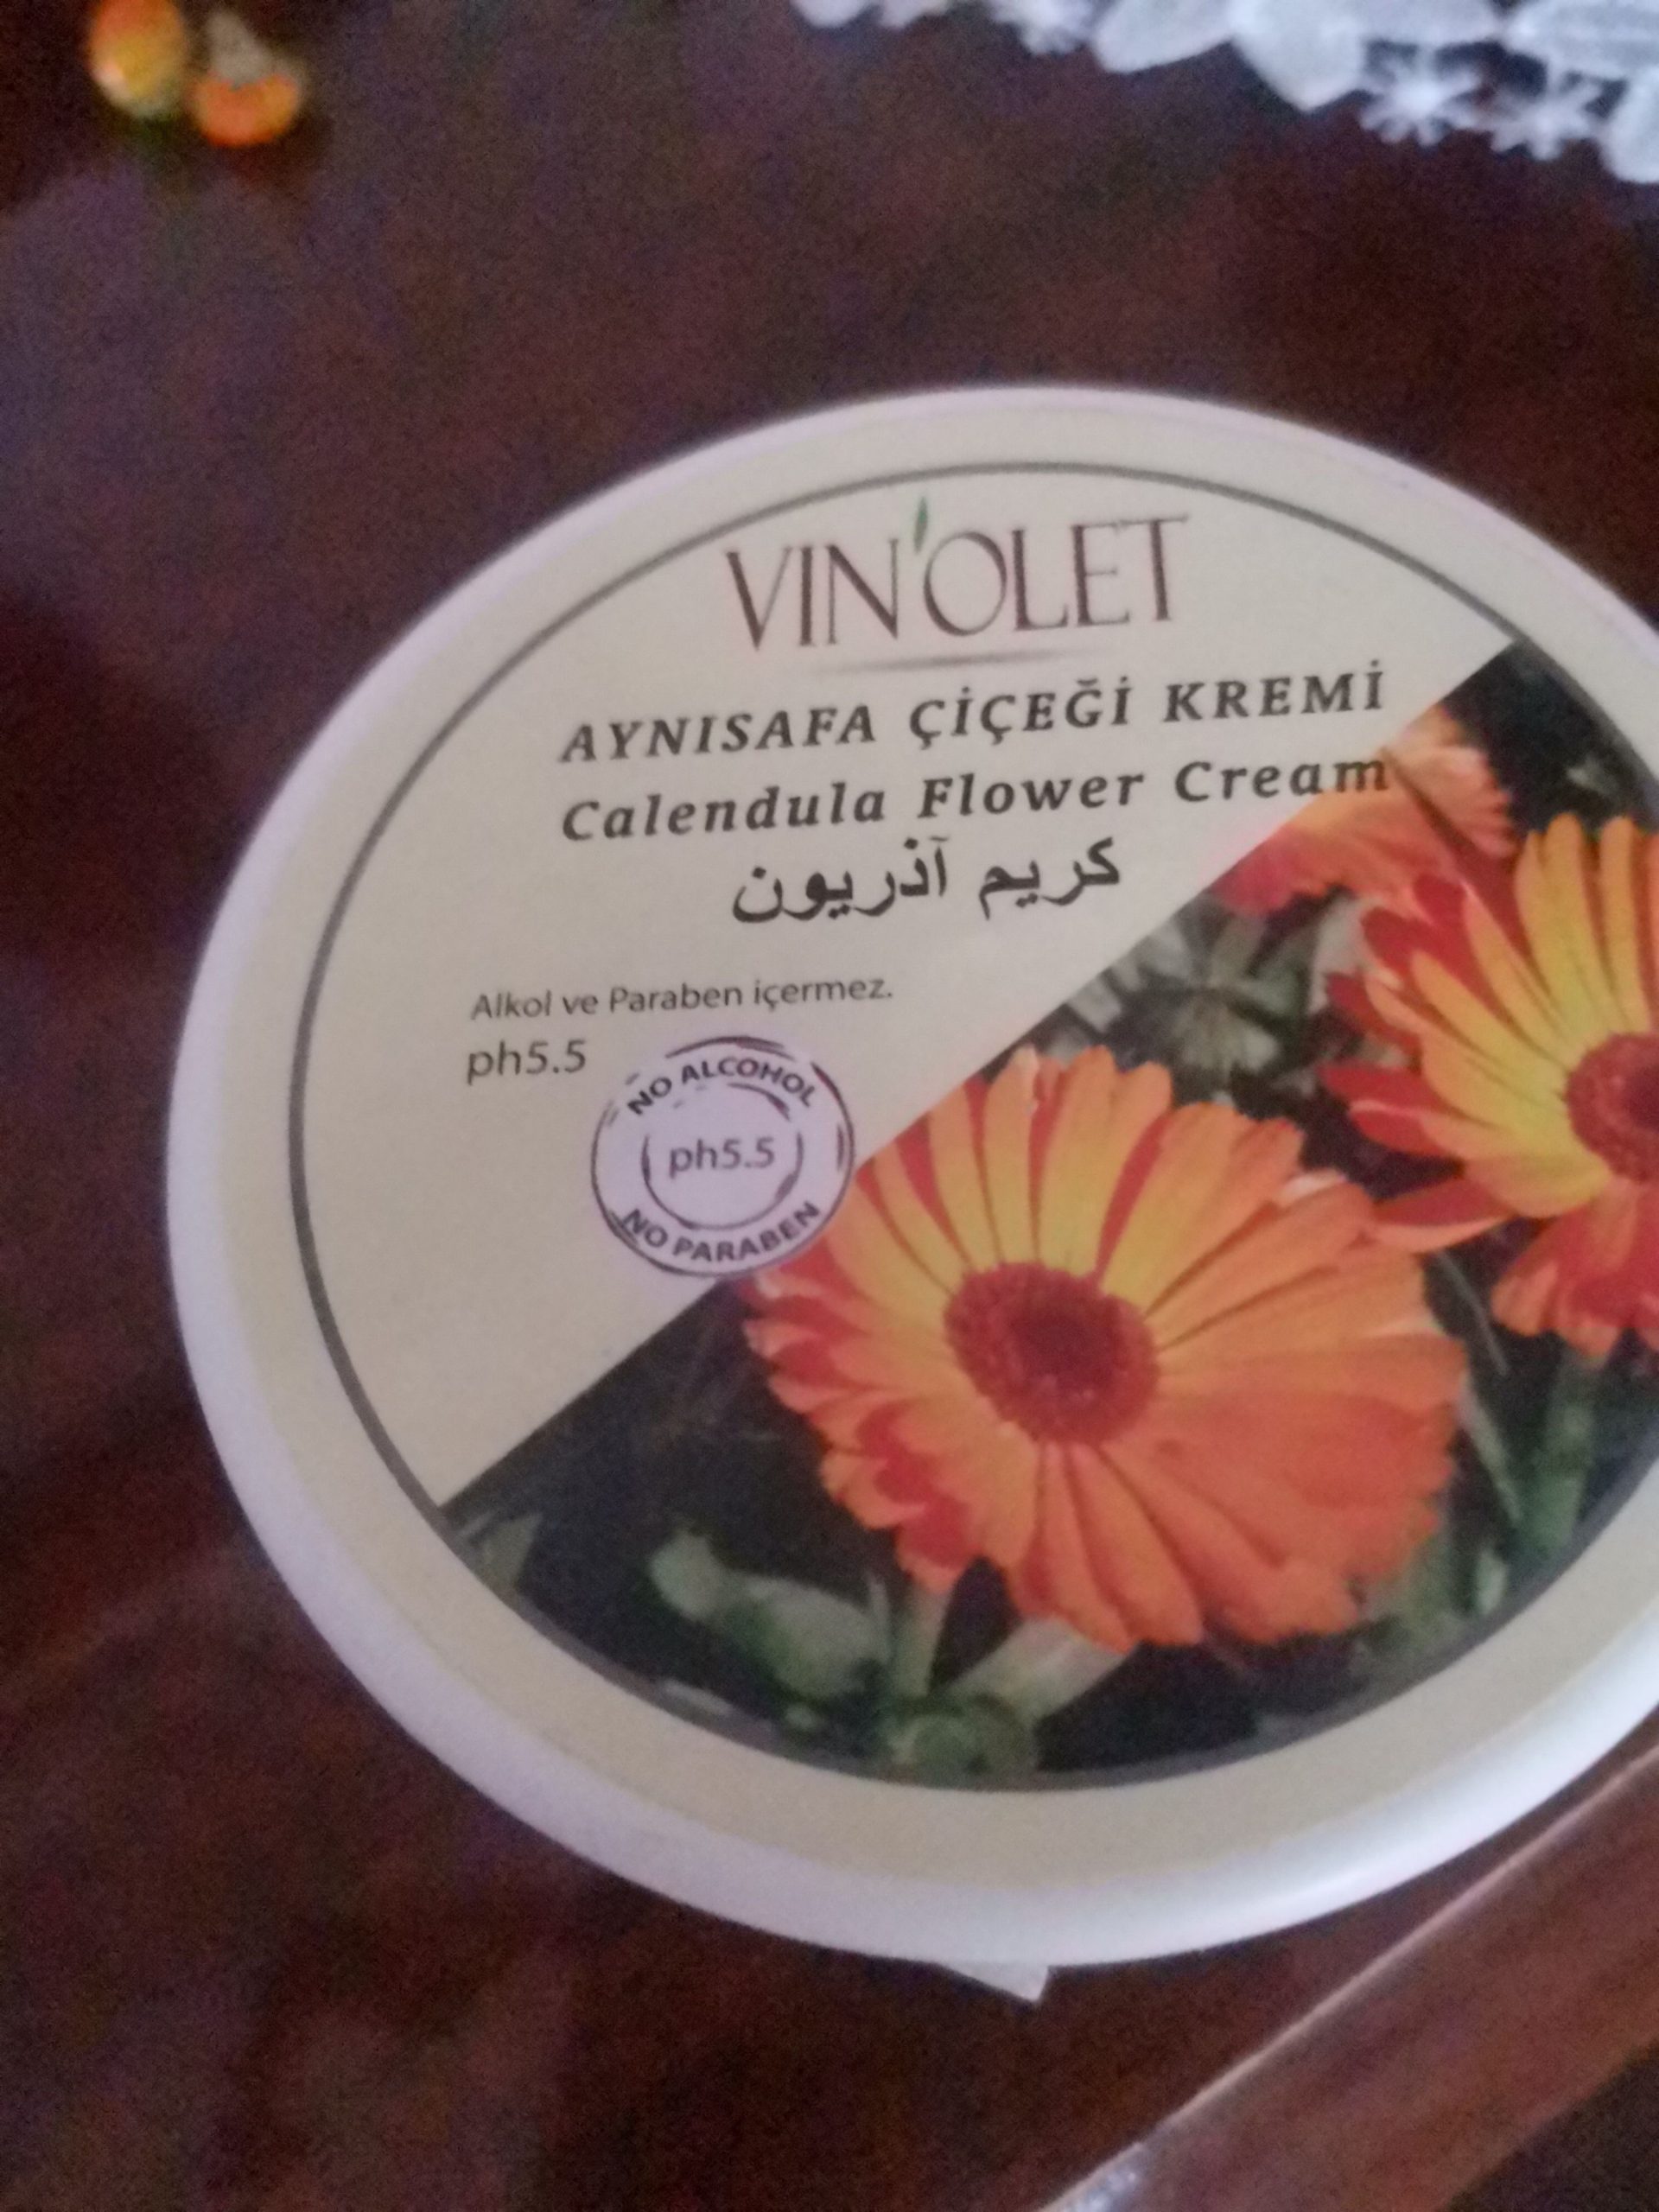 VIN'OLET
AYNISAFA ÇİÇEĞİ KREMİ
Calendula Flower Cream
كريم آذريون
Alkol ve Paraben içermez.
ph5.5
NO ALCOHOL
ph5.5
NO PARABEN